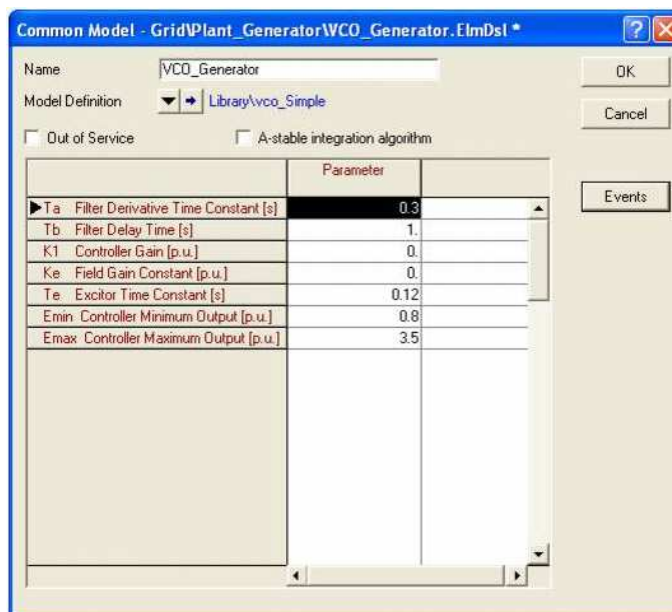 Common Model - Grid\Plant_Generator\VCO_Generator.ElmDsl *
Name VCO_Generator OK
Model Definition Library\vco_Simple Cancel
Out of Service A-stable integration algorithm
Events
Parameter
Ta Filter Derivative Time Constant [s] 0.3
Tb Filter Delay Time [s] 1.
K1 Controller Gain [p.u.] 0.
Ke Field Gain Constant [p.u.] 0.
Te Excitor Time Constant [s] 0.12
Emin Controller Minimum Output [p.u.] 0.8
Emax Controller Maximum Output [p.u.] 3.5